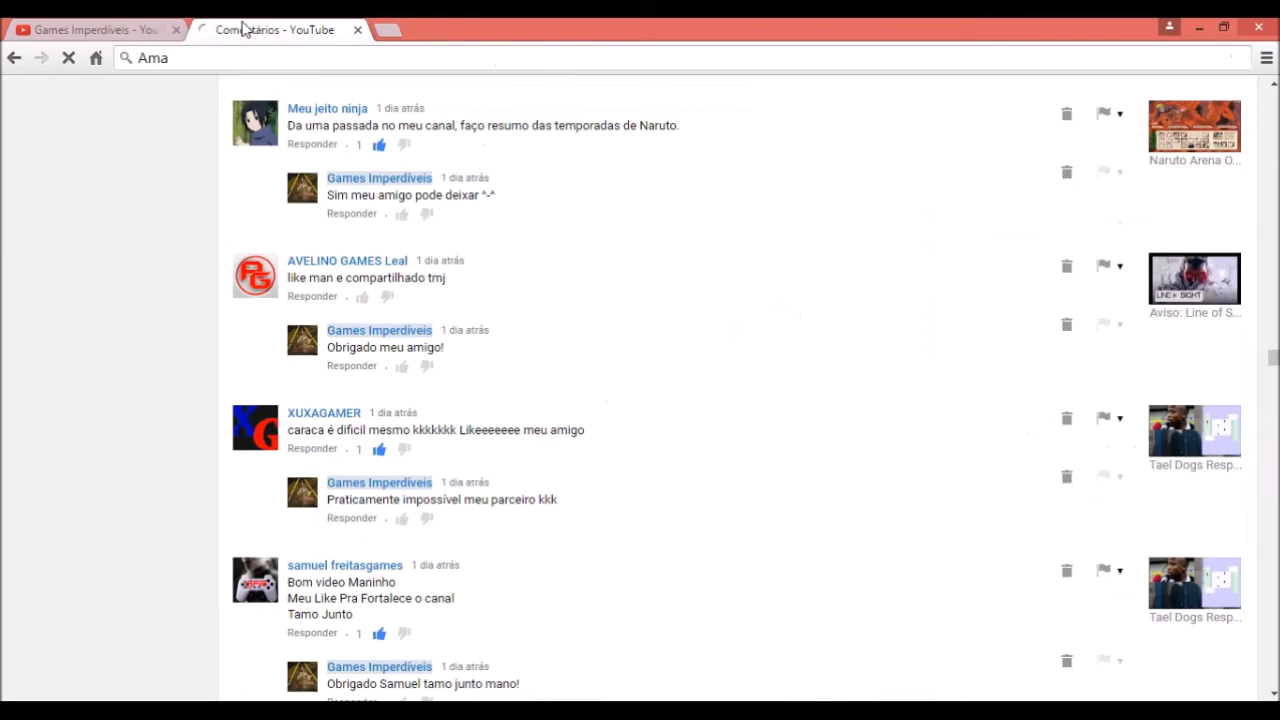 Games Imperdíveis - YouT
Comentários - YouTube
Ama
Meu jeito ninja 1 dia atrás
Da uma passada no meu canal, faço resumo das temporadas de Naruto.
Responder · 1
Naruto Arena O...
Games Imperdíveis 1 dia atrás
Sim meu amigo pode deixar ^-^
Responder ·
AVELINO GAMES Leal 1 dia atrás
like man e compartilhado tmj
Responder ·
LINE OF SIGHT
Aviso: Line of S...
Games Imperdíveis 1 dia atrás
Obrigado meu amigo!
Responder ·
XUXAGAMER 1 dia atrás
caraca é dificil mesmo kkkkkkk Likeeeeeee meu amigo
Responder · 1
Tael Dogs Resp...
Games Imperdíveis 1 dia atrás
Praticamente impossível meu parceiro kkk
Responder ·
samuel freitasgames 1 dia atrás
Bom video Maninho
Meu Like Pra Fortalece o canal
Tamo Junto
Responder · 1
Tael Dogs Resp...
Games Imperdíveis 1 dia atrás
Obrigado Samuel tamo junto mano!